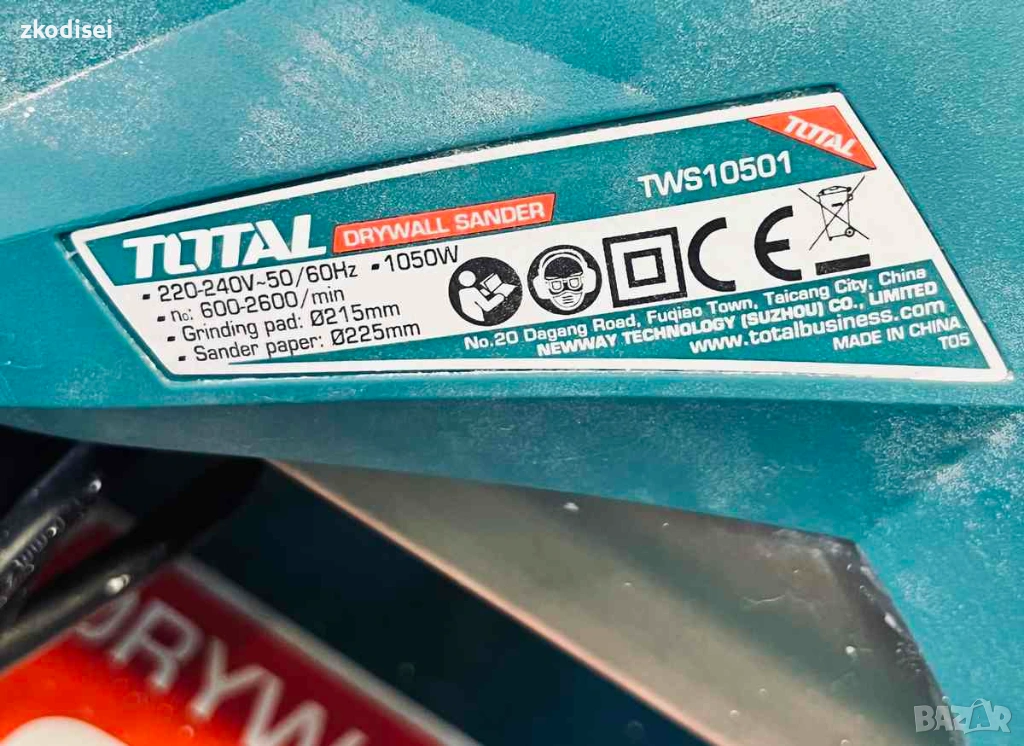 zkodisei
TOTAL
TOTAL DRYWALL SANDER TWS10501
• 220-240V~50/60Hz • 1050W
• n₀: 600-2600/min
• Grinding pad: Ø215mm
• Sander paper: Ø225mm
CE
No.20 Dagang Road, Fuqiao Town, Taicang City, China
NEWWAY TECHNOLOGY (SUZHOU) CO., LIMITED
www.totalbusiness.com
MADE IN CHINA
T05
DRYW
BAZAR